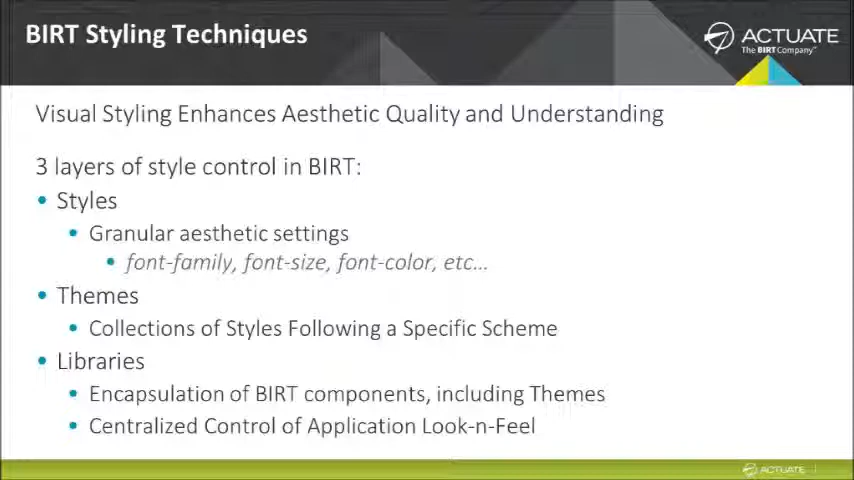 BIRT Styling Techniques
ACTUATE
The BIRT Company™
Visual Styling Enhances Aesthetic Quality and Understanding
3 layers of style control in BIRT:
• Styles
• Granular aesthetic settings
• font-family, font-size, font-color, etc...
• Themes
• Collections of Styles Following a Specific Scheme
• Libraries
• Encapsulation of BIRT components, including Themes
• Centralized Control of Application Look-n-Feel
ACTUATE